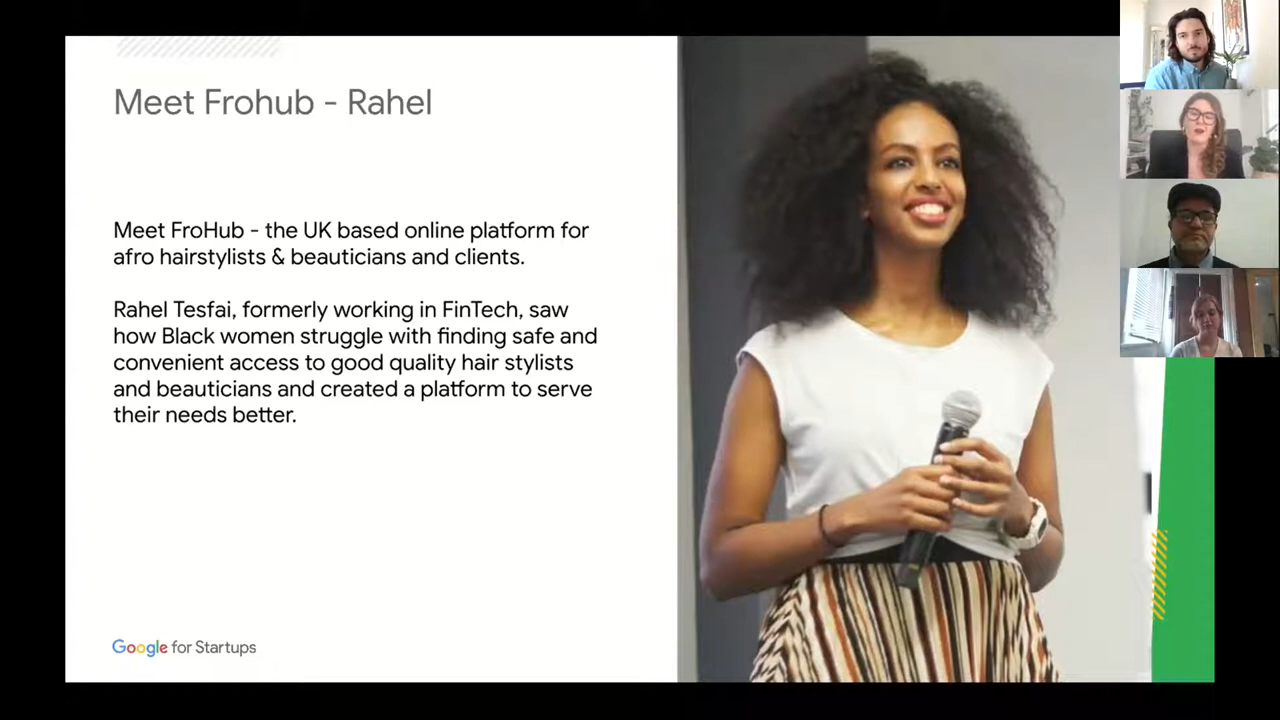 Meet Frohub - Rahel
Meet FroHub - the UK based online platform for
afro hairstylists & beauticians and clients.
Rahel Tesfai, formerly working in FinTech, saw
how Black women struggle with finding safe and
convenient access to good quality hair stylists
and beauticians and created a platform to serve
their needs better.
Google for Startups